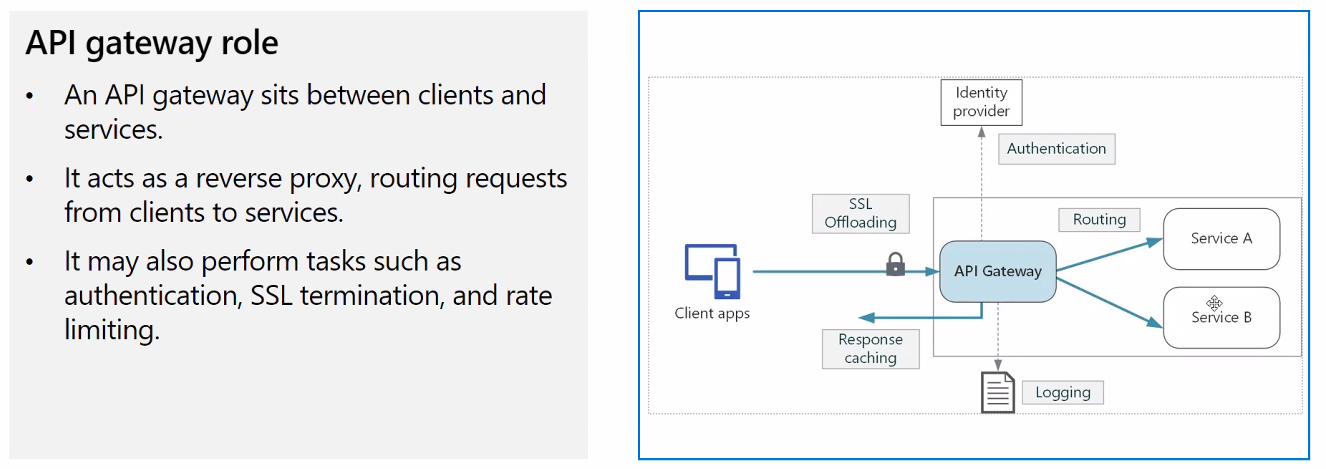 API gateway role
• An API gateway sits between clients and
services.
• It acts as a reverse proxy, routing requests
from clients to services.
• It may also perform tasks such as
authentication, SSL termination, and rate
limiting.
Identity
provider
Authentication
SSL
Offloading
Routing
Service A
API Gateway
Client apps
Service B
Response
caching
Logging